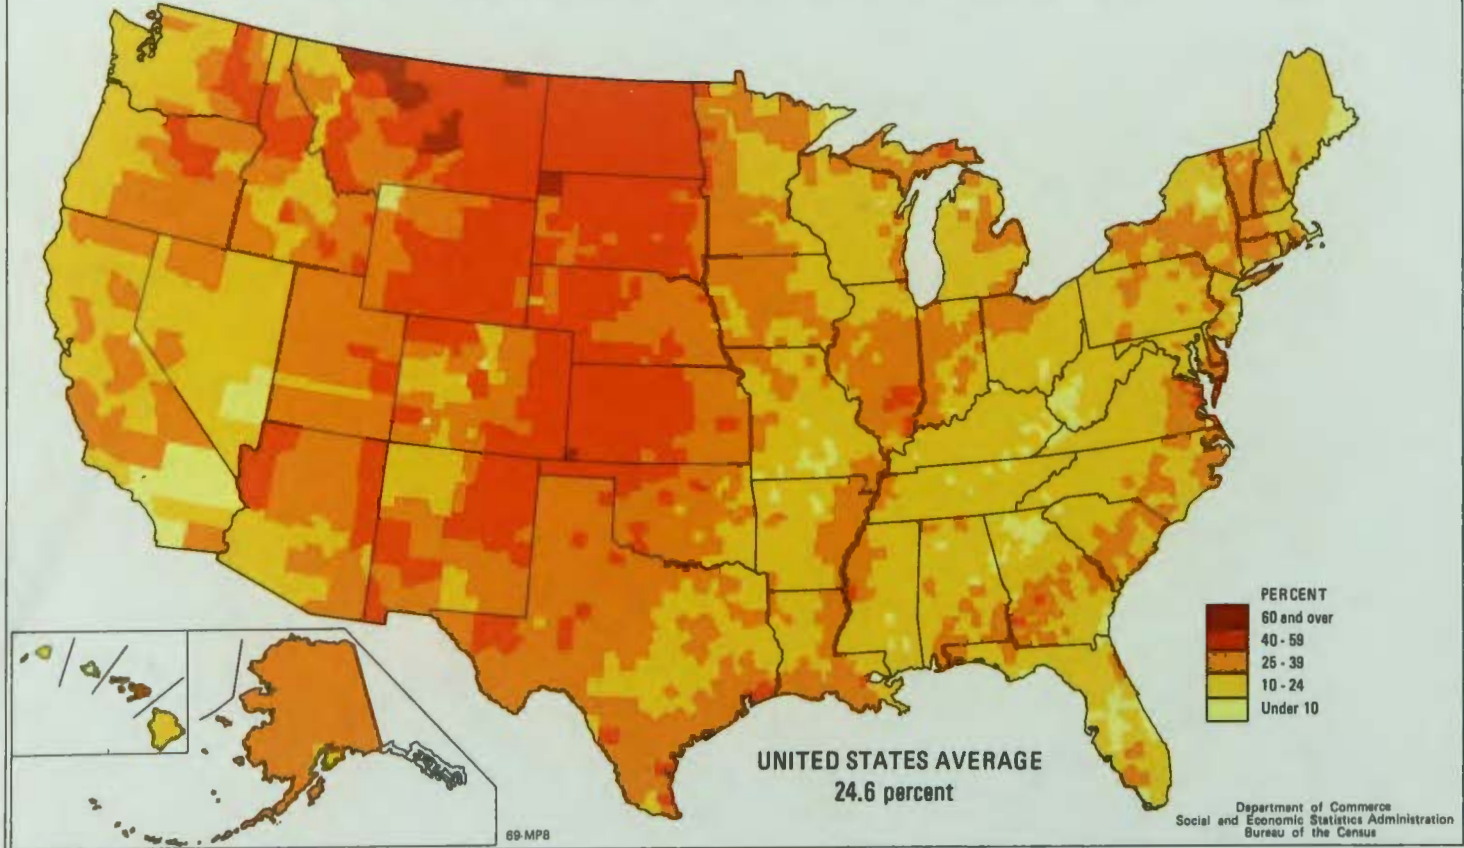 PERCENT
60 and over
40 - 59
25 - 39
10 - 24
Under 10
UNITED STATES AVERAGE
24.6 percent
69-MP8
Department of Commerce
Social and Economic Statistics Administration
Bureau of the Census